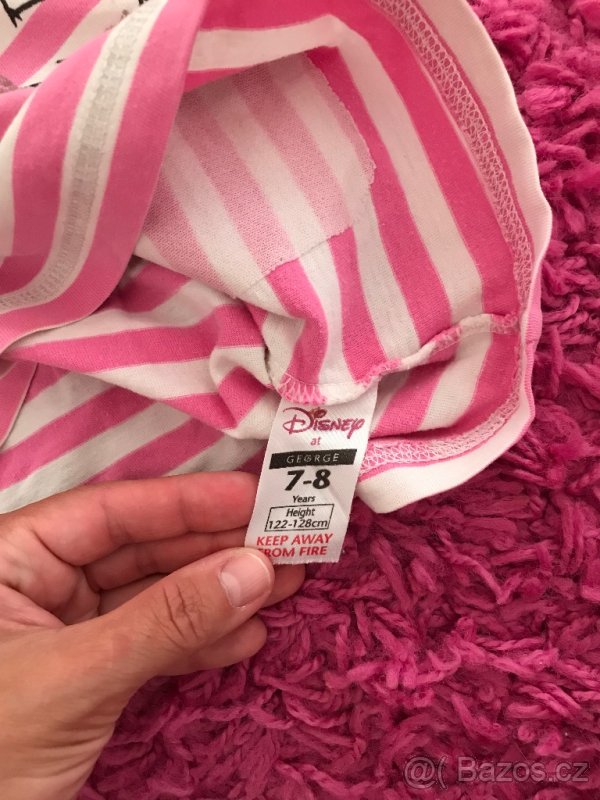 Disney
at
GEORGE
7-8
Years
Height
122-128cm
KEEP AWAY
FROM FIRE
@( Bazos.cz